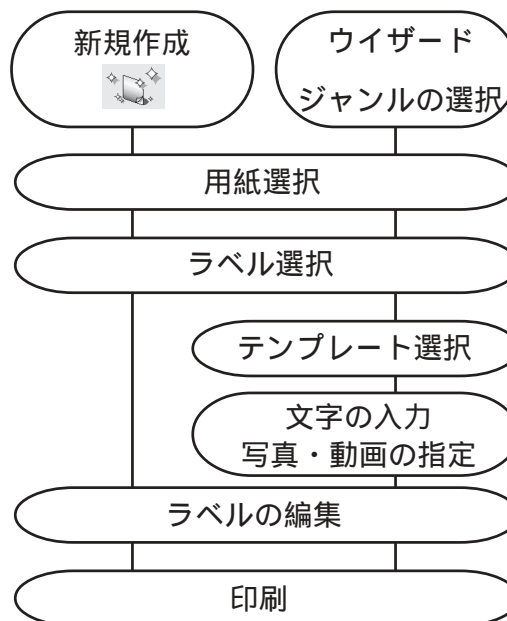 新規作成
ウイザード
ジャンルの選択
用紙選択
ラベル選択
テンプレート選択
文字の入力
写真・動画の指定
ラベルの編集
印刷